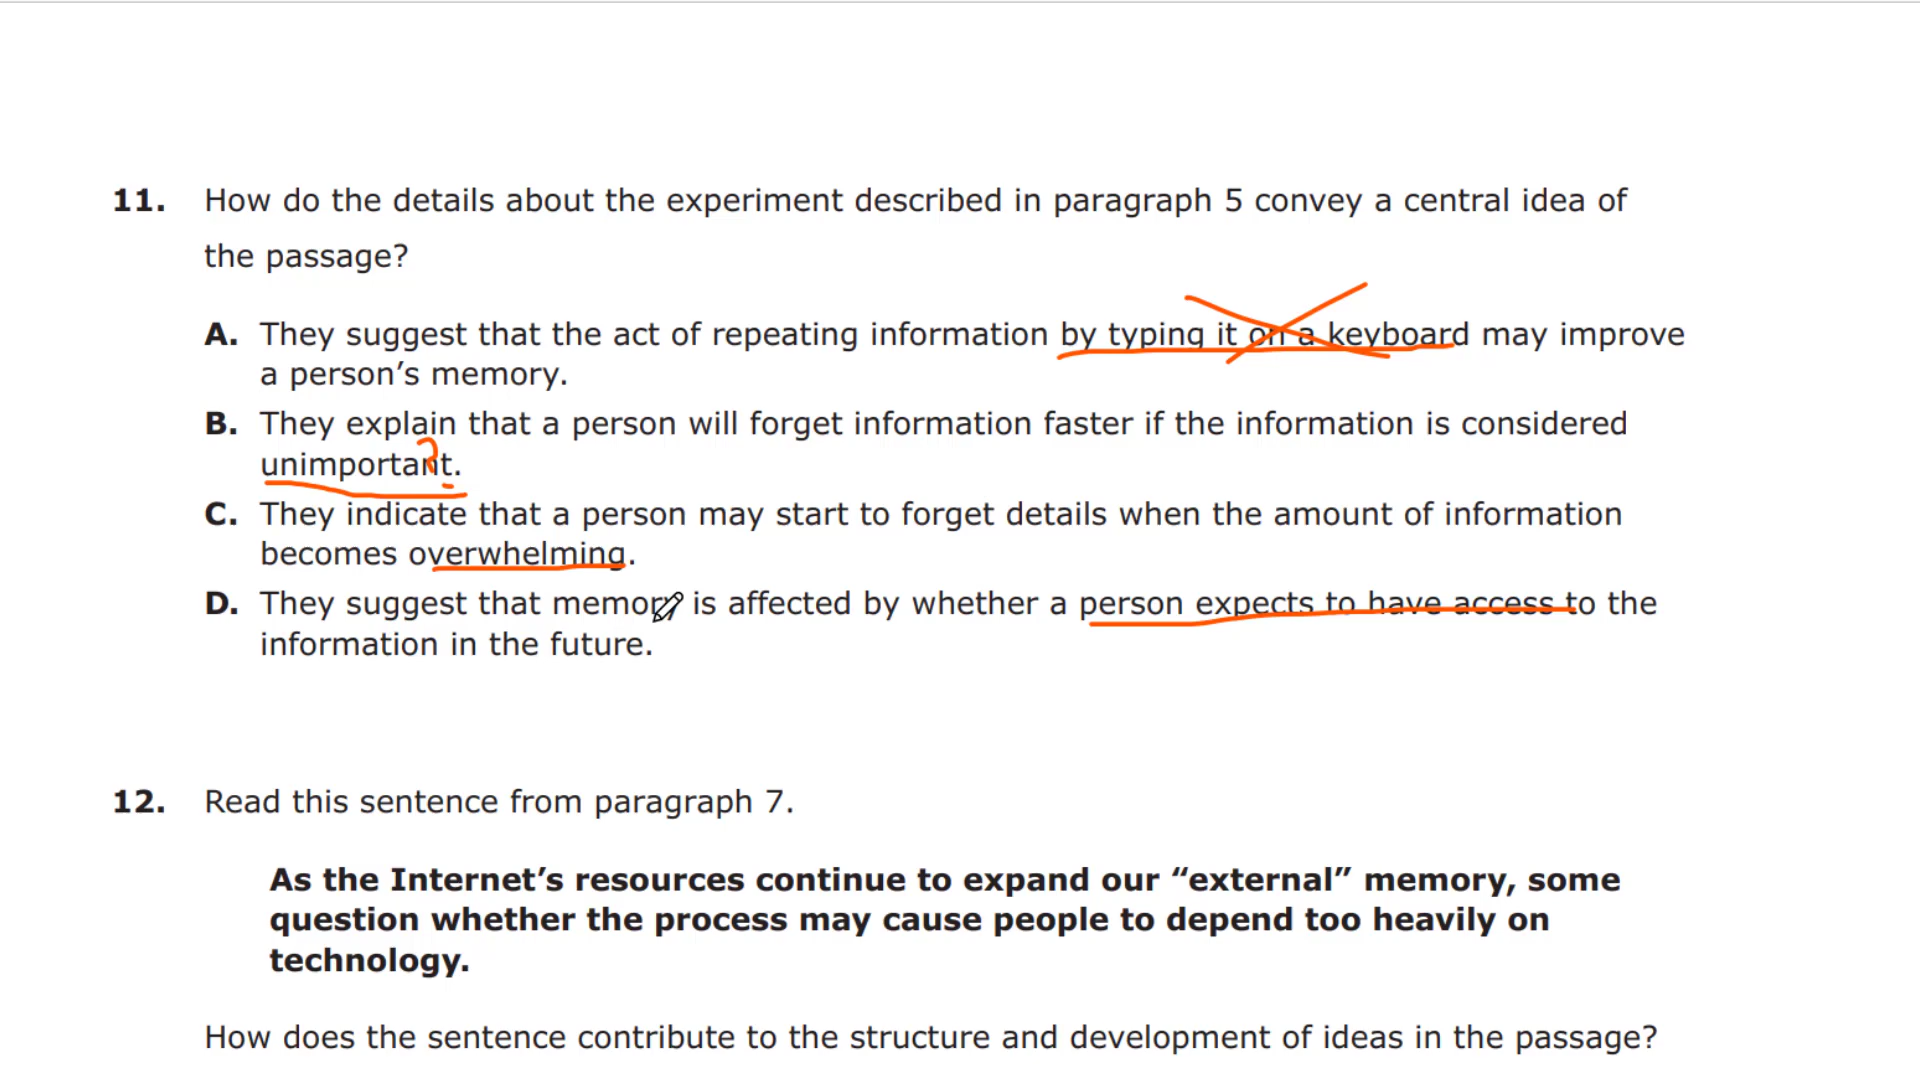 11. How do the details about the experiment described in paragraph 5 convey a central idea of
the passage?
A. They suggest that the act of repeating information by typing it on a keyboard may improve
a person’s memory.
B. They explain that a person will forget information faster if the information is considered
unimportant.
?
C. They indicate that a person may start to forget details when the amount of information
becomes overwhelming.
D. They suggest that memory is affected by whether a person expects to have access to the
information in the future.
12. Read this sentence from paragraph 7.
As the Internet’s resources continue to expand our “external” memory, some
question whether the process may cause people to depend too heavily on
technology.
How does the sentence contribute to the structure and development of ideas in the passage?